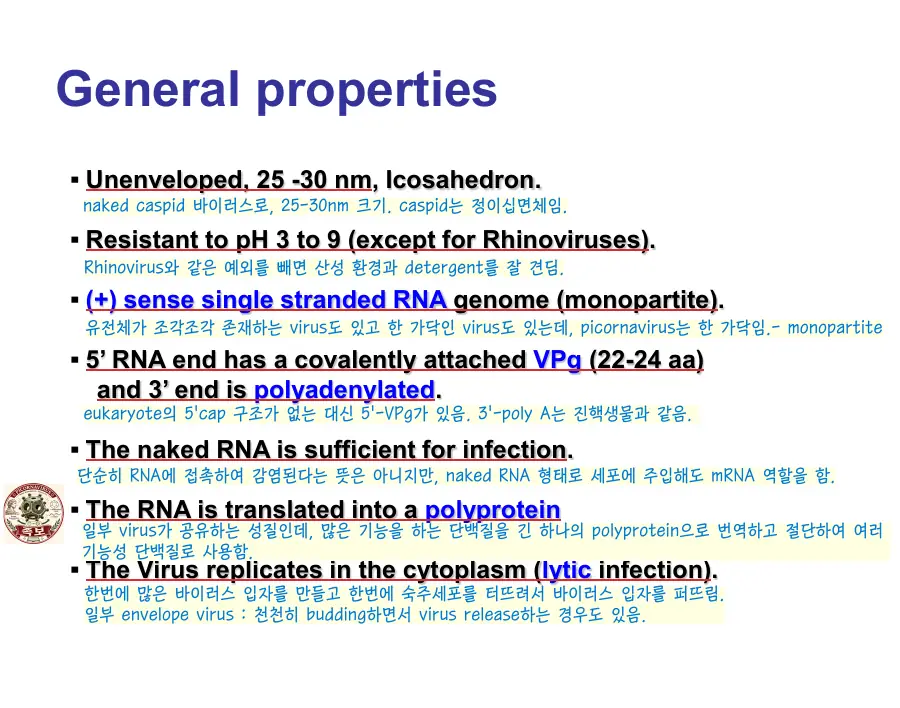 General properties
▪ Unenveloped, 25 -30 nm, Icosahedron.
naked caspid 바이러스로, 25-30nm 크기. caspid는 정이십면체임.
▪ Resistant to pH 3 to 9 (except for Rhinoviruses).
Rhinovirus와 같은 예외를 빼면 산성 환경과 detergent를 잘 견딤.
▪ (+) sense single stranded RNA genome (monopartite).
유전체가 조각조각 존재하는 virus도 있고 한 가닥인 virus도 있는데, picornavirus는 한 가닥임.- monopartite
▪ 5’ RNA end has a covalently attached VPg (22-24 aa)
and 3’ end is polyadenylated.
eukaryote의 5'cap 구조가 없는 대신 5'-VPg가 있음. 3'-poly A는 진핵생물과 같음.
▪ The naked RNA is sufficient for infection.
단순히 RNA에 접촉하여 감염된다는 뜻은 아니지만, naked RNA 형태로 세포에 주입해도 mRNA 역할을 함.
▪ The RNA is translated into a polyprotein
일부 virus가 공유하는 성질인데, 많은 기능을 하는 단백질을 긴 하나의 polyprotein으로 번역하고 절단하여 여러
기능성 단백질로 사용함.
▪ The Virus replicates in the cytoplasm (lytic infection).
한번에 많은 바이러스 입자를 만들고 한번에 숙주세포를 터뜨려서 바이러스 입자를 퍼뜨림.
일부 envelope virus : 천천히 budding하면서 virus release하는 경우도 있음.
족보